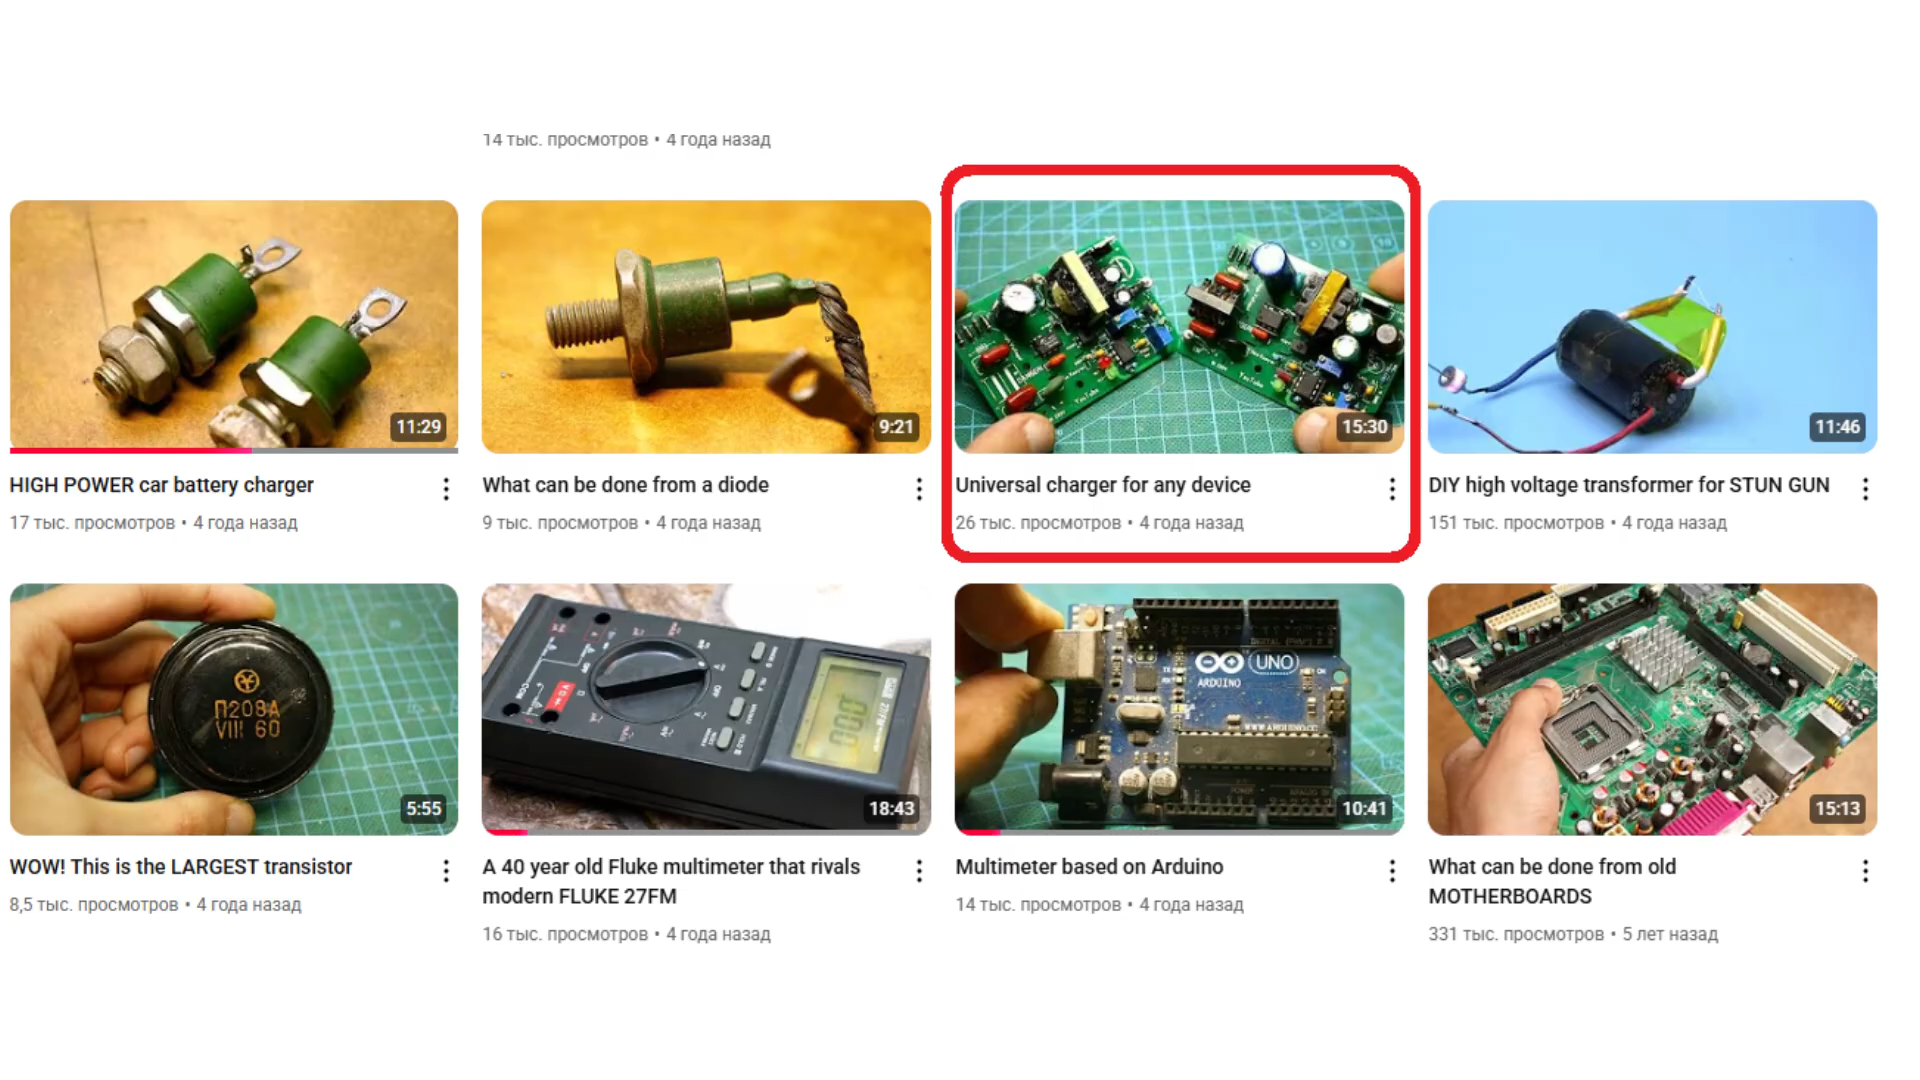 14 тыс. просмотров • 4 года назад
11:29
9:21
15:30
11:46
HIGH POWER car battery charger
What can be done from a diode
Universal charger for any device
DIY high voltage transformer for STUN GUN
17 тыс. просмотров • 4 года назад
9 тыс. просмотров • 4 года назад
26 тыс. просмотров • 4 года назад
151 тыс. просмотров • 4 года назад
П208А
VIII 60
UNO
ARDUINO
5:55
18:43
10:41
15:13
WOW! This is the LARGEST transistor
8,5 тыс. просмотров • 4 года назад
A 40 year old Fluke multimeter that rivals
modern FLUKE 27FM
16 тыс. просмотров • 4 года назад
Multimeter based on Arduino
14 тыс. просмотров • 4 года назад
What can be done from old
MOTHERBOARDS
331 тыс. просмотров • 5 лет назад